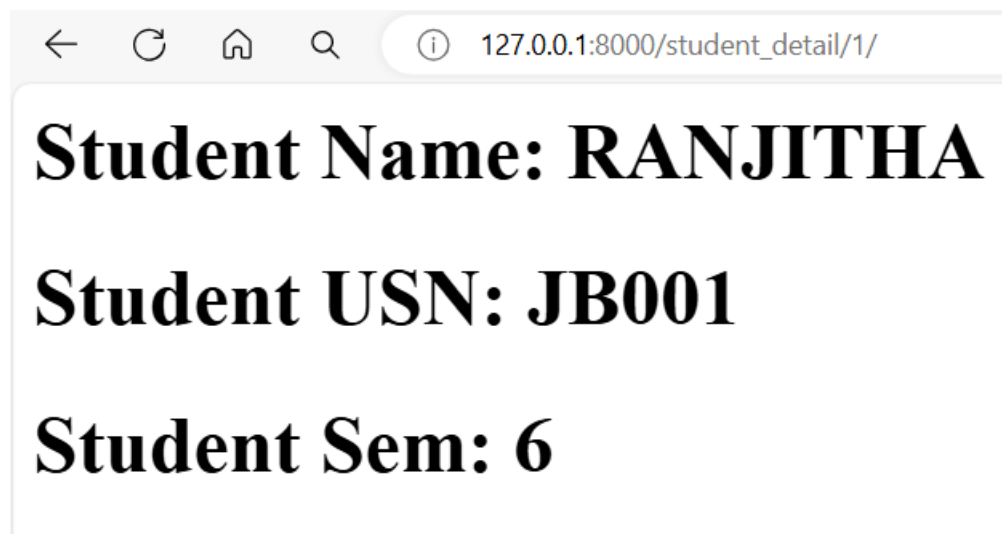 127.0.0.1:8000/student_detail/1/
Student Name: RANJITHA
Student USN: JB001
Student Sem: 6